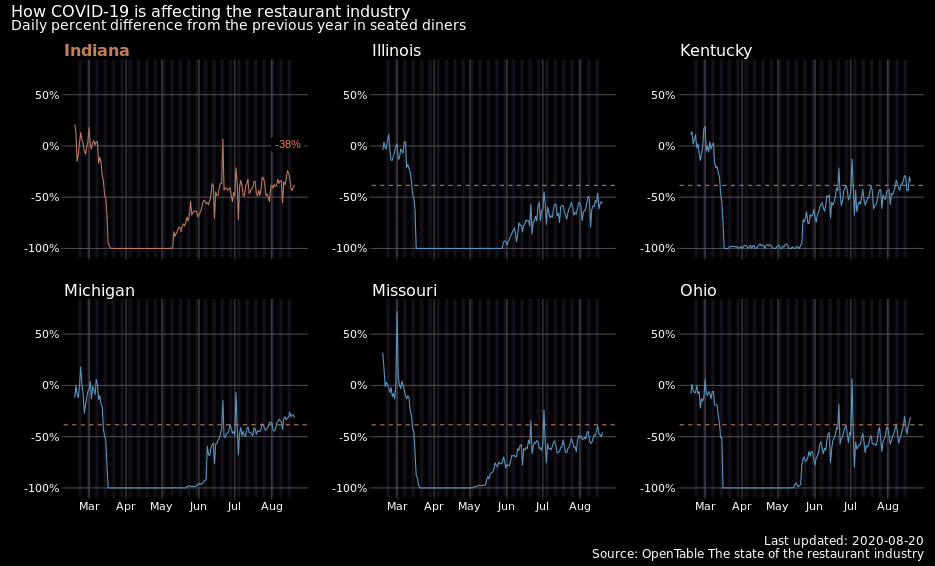 How COVID-19 is affecting the restaurant industry
Daily percent difference from the previous year in seated diners
Indiana
Illinois
Kentucky
50% 50% 50%
0% 0% 0%
-38%
-50% -50% -50%
-100% -100% -100%
Michigan
Missouri
Ohio
50% 50% 50%
0% 0% 0%
-50% -50% -50%
-100% -100% -100%
Mar Apr May Jun Jul Aug Mar Apr May Jun Jul Aug Mar Apr May Jun Jul Aug
Last updated: 2020-08-20
Source: OpenTable The state of the restaurant industry